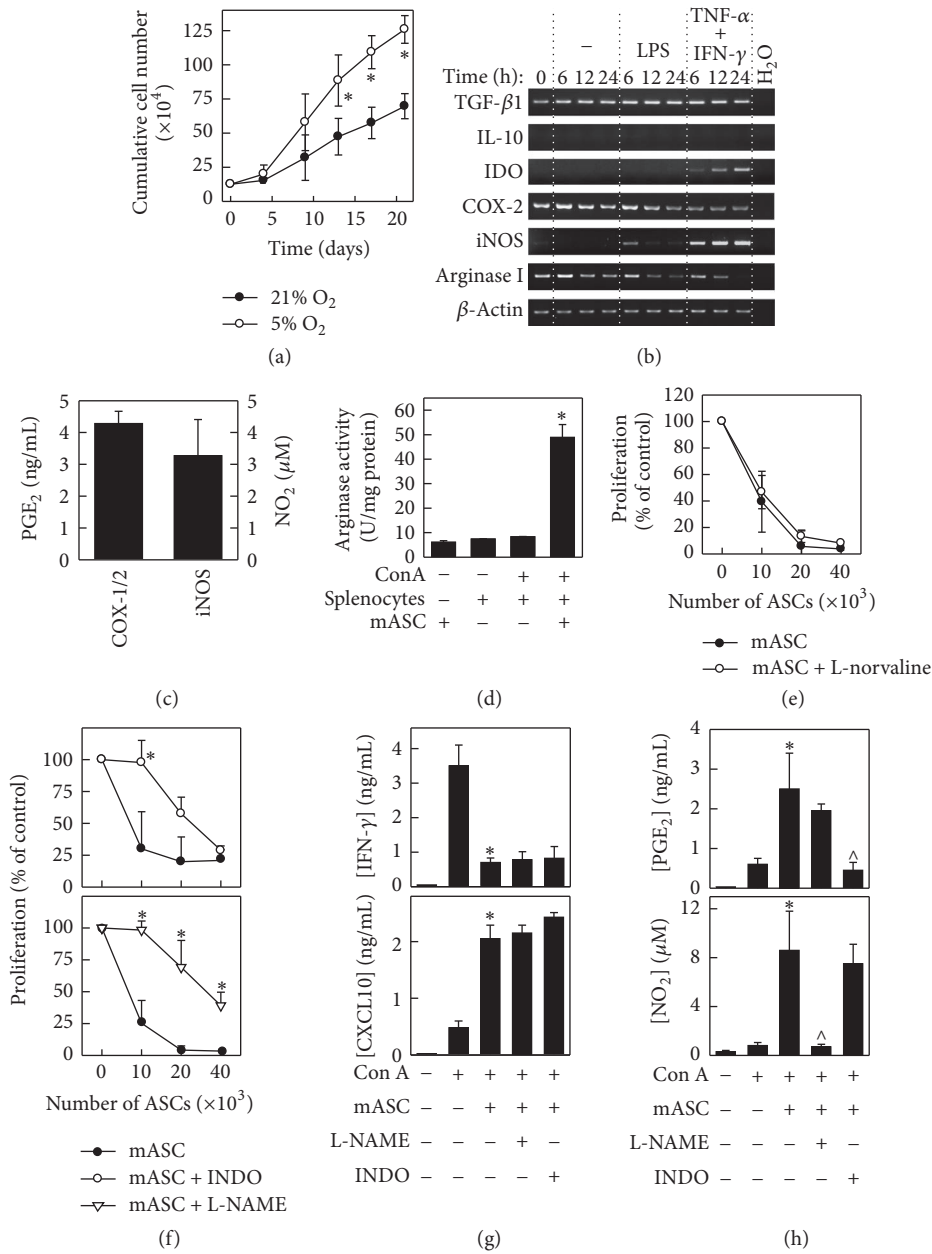 Cumulative cell number
(×10⁴)
125
100
75
50
25
0
0 5 10 15 20
Time (days)
*
*
*
21% O₂
5% O₂
(a)
– LPS TNF-α + IFN-γ H₂O
Time (h): 0 6 12 24 6 12 24 6 12 24
TGF-β1
IL-10
IDO
COX-2
iNOS
Arginase I
β-Actin
(b)
PGE₂ (ng/mL)
5
4
3
2
1
0
NO₂ (μM)
5
4
3
2
1
0
COX-1/2
iNOS
(c)
Arginase activity
(U/mg protein)
60
50
40
30
20
10
0
*
ConA – – + +
Splenocytes – + + +
mASC + – – +
(d)
Proliferation
(% of control)
120
100
80
60
40
20
0
0 10 20 40
Number of ASCs (×10³)
mASC
mASC + L-norvaline
(e)
Proliferation (% of control)
100
75
50
25
0
*
100
75
50
25
0
*
*
*
0 10 20 40
Number of ASCs (×10³)
mASC
mASC + INDO
mASC + L-NAME
(f)
[IFN-γ] (ng/mL)
4
3
2
1
0
*
[CXCL10] (ng/mL)
2
1
0
*
Con A – + + + +
mASC – – + + +
L-NAME – – – + –
INDO – – – – +
(g)
[PGE₂] (ng/mL)
4
3
2
1
0
*
^
[NO₂] (μM)
12
8
4
0
*
^
Con A – + + + +
mASC – – + + +
L-NAME – – – + –
INDO – – – – +
(h)